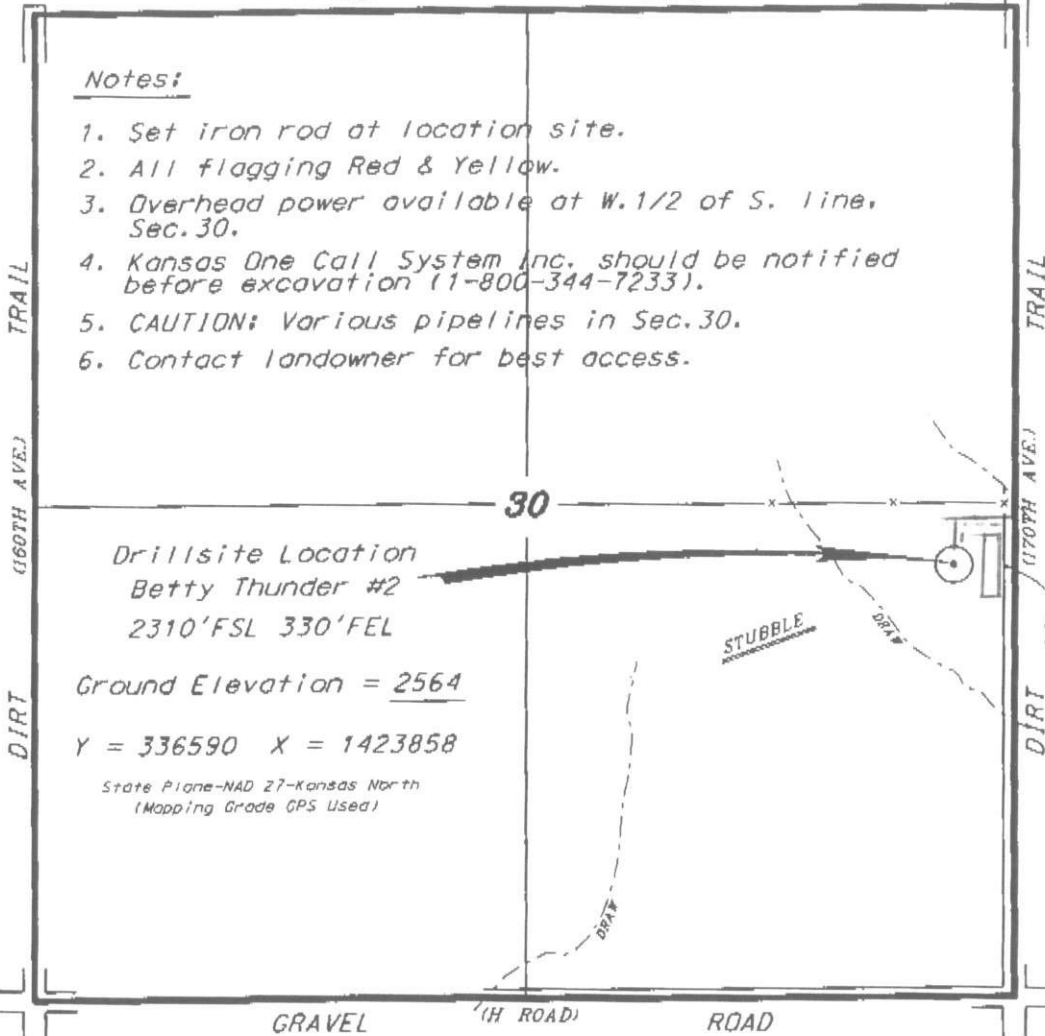 Notes:
1. Set iron rod at location site.
2. All flagging Red & Yellow.
3. Overhead power available at W.1/2 of S. line,
Sec.30.
4. Kansas One Call System Inc. should be notified
before excavation (1-800-344-7233).
5. CAUTION: Various pipelines in Sec.30.
6. Contact landowner for best access.
TRAIL
(160TH AVE.)
DIRT
TRAIL
(170TH AVE.)
DIRT
30
Drillsite Location
Betty Thunder #2
2310'FSL 330'FEL
STUBBLE
DRAW
Ground Elevation = 2564
Y = 336590 X = 1423858
State Plane-NAD 27-Kansas North
(Mapping Grade GPS Used)
DRAW
GRAVEL (H ROAD) ROAD